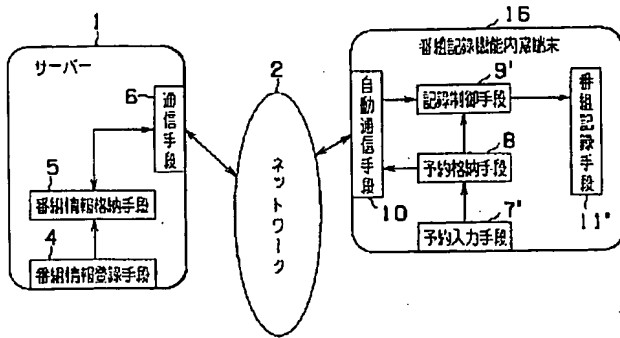 1
サーバー
6
通信手段
5
番組情報格納手段
4
番組情報登録手段
2
ネットワーク
16
番組記録機能内蔵端末
自動通信手段
10
9'
記録制御手段
8
予約格納手段
7'
予約入力手段
番組記録手段
11'